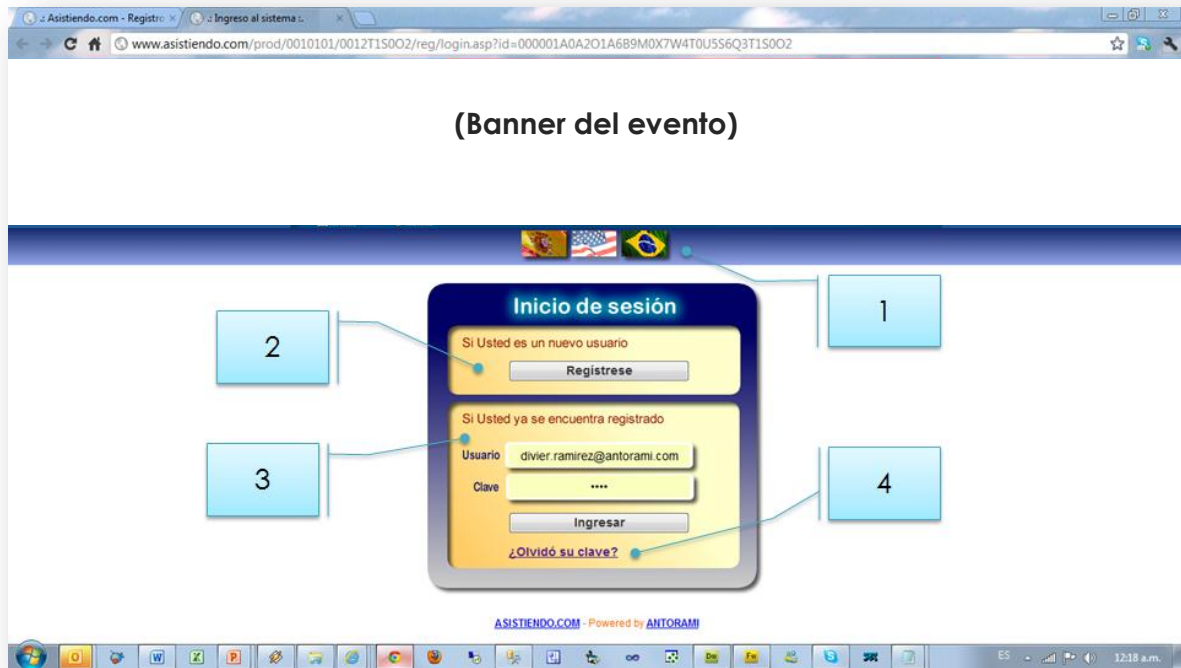 .: Asistiendo.com - Registro
.: Ingreso al sistema :.
www.asistiendo.com/prod/0010101/0012T1S0O2/reg/login.asp?id=000001A0A2O1A6B9M0X7W4T0U5S6Q3T1S0O2
(Banner del evento)
1
Inicio de sesión
2
Si Usted es un nuevo usuario
Regístrese
Si Usted ya se encuentra registrado
Usuario divier.ramirez@antorami.com
3
Clave ••••
4
Ingresar
¿Olvidó su clave?
ASISTIENDO.COM - Powered by ANTORAMI
ES 12:18 a.m.